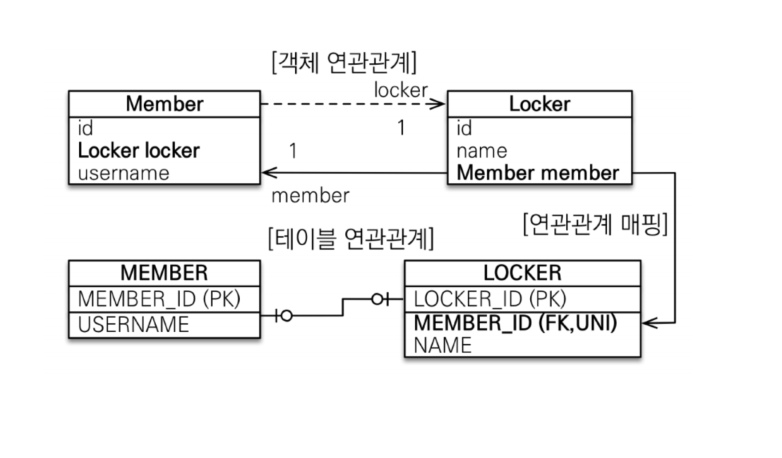 [객체 연관관계]
locker
Member
id
Locker locker
username
1
1
member
Locker
id
name
Member member
[연관관계 매핑]
[테이블 연관관계]
MEMBER
MEMBER_ID (PK)
USERNAME
LOCKER
LOCKER_ID (PK)
MEMBER_ID (FK,UNI)
NAME